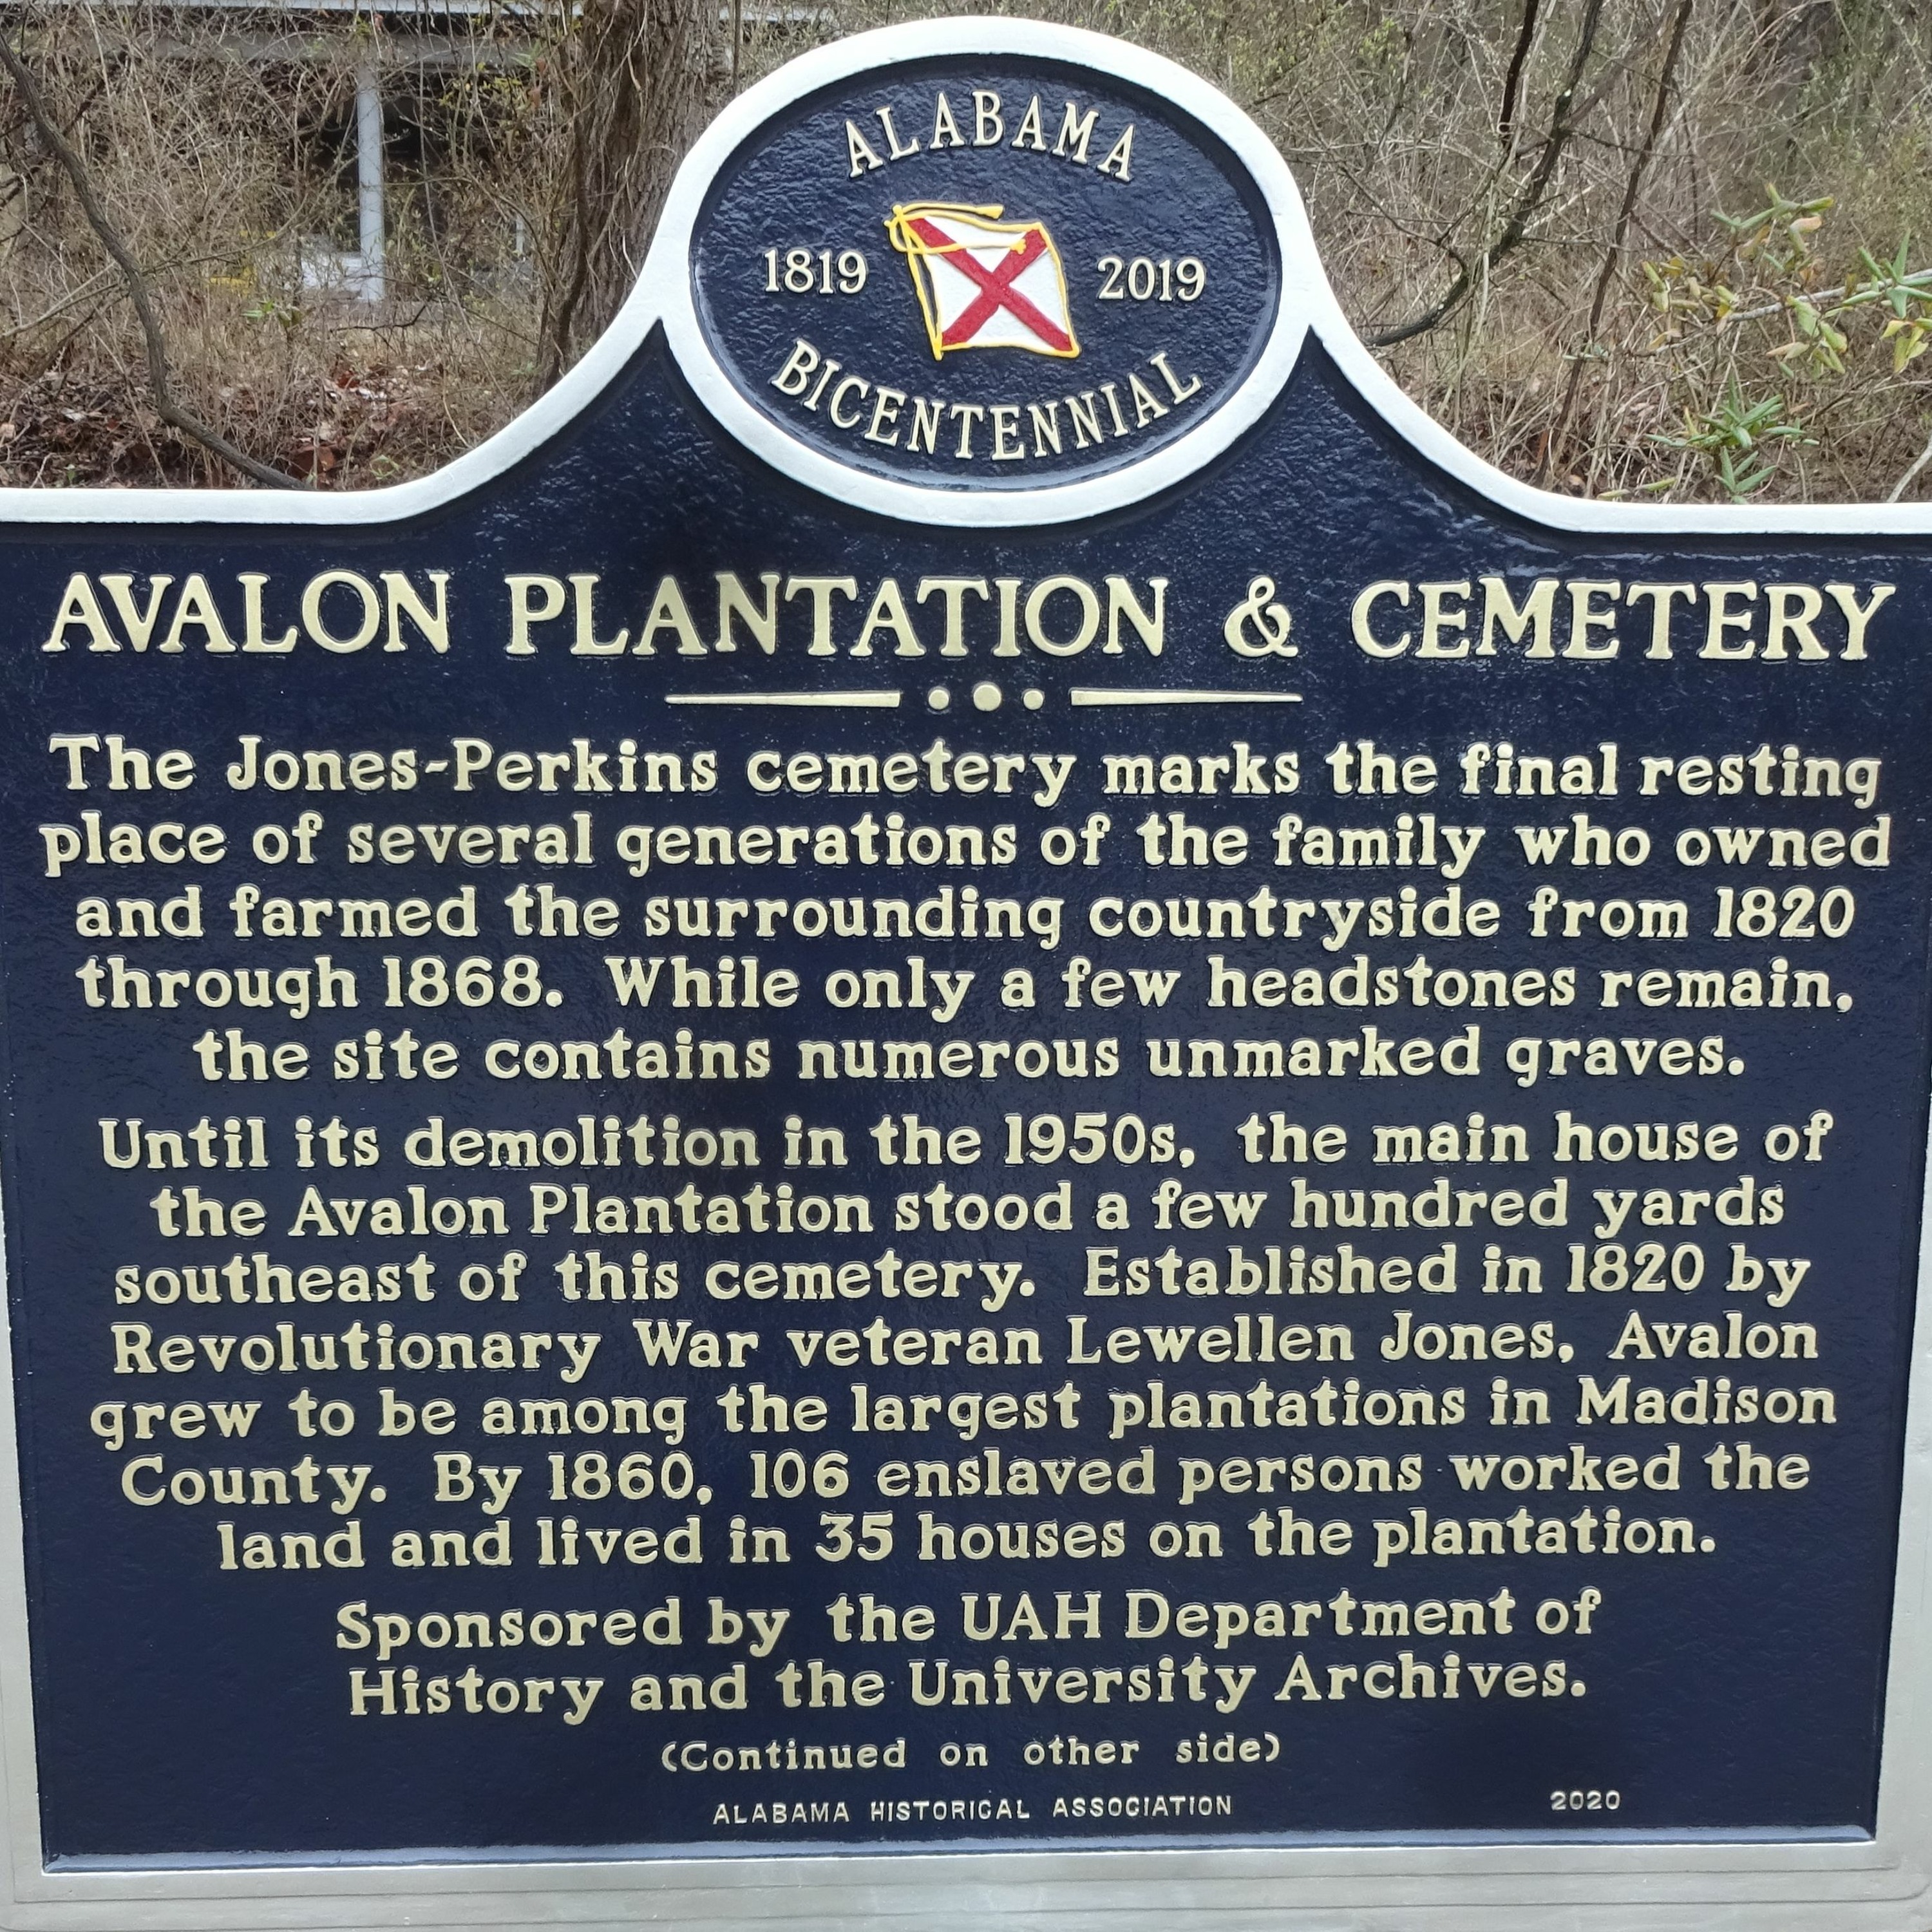 ALABAMA
1819 2019
BICENTENNIAL
AVALON PLANTATION & CEMETERY
The Jones-Perkins cemetery marks the final resting
place of several generations of the family who owned
and farmed the surrounding countryside from 1820
through 1868. While only a few headstones remain,
the site contains numerous unmarked graves.
Until its demolition in the 1950s, the main house of
the Avalon Plantation stood a few hundred yards
southeast of this cemetery. Established in 1820 by
Revolutionary War veteran Lewellen Jones, Avalon
grew to be among the largest plantations in Madison
County. By 1860, 106 enslaved persons worked the
land and lived in 35 houses on the plantation.
Sponsored by the UAH Department of
History and the University Archives.
(Continued on other side)
ALABAMA HISTORICAL ASSOCIATION 2020